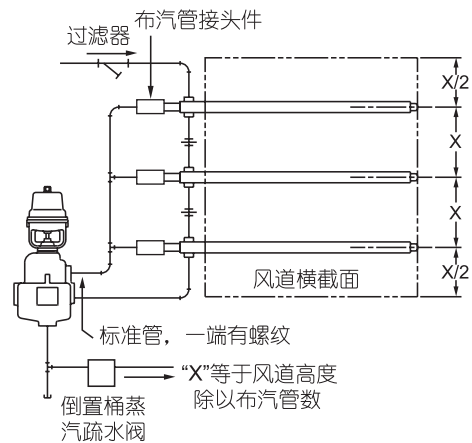 布汽管接头件
过滤器
X/2
X
X
X/2
风道横截面
标准管，一端有螺纹
“X”等于风道高度
除以布汽管数
倒置桶蒸
汽疏水阀